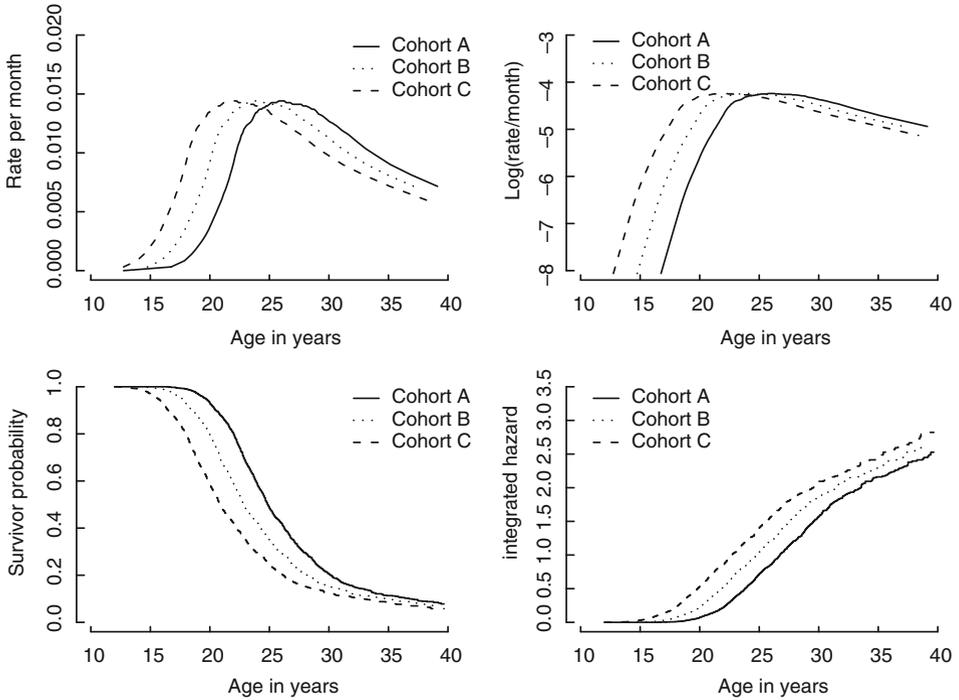 Rate per month
0.000 0.005 0.010 0.015 0.020
Cohort A
Cohort B
Cohort C
10 15 20 25 30 35 40
Age in years
Log(rate/month)
−8 −7 −6 −5 −4 −3
Cohort A
Cohort B
Cohort C
10 15 20 25 30 35 40
Age in years
Survivor probability
0.0 0.2 0.4 0.6 0.8 1.0
Cohort A
Cohort B
Cohort C
10 15 20 25 30 35 40
Age in years
integrated hazard
0.0 0.5 1.0 1.5 2.0 2.5 3.0 3.5
Cohort A
Cohort B
Cohort C
10 15 20 25 30 35 40
Age in years